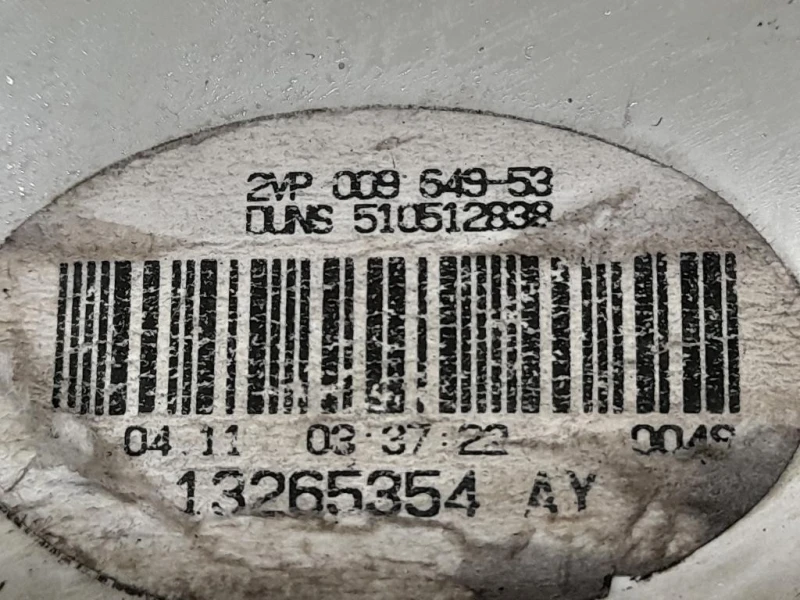 2VP 009 649-53
DUNS 510512838
04.11 03:37:22 0049
13265354 AY